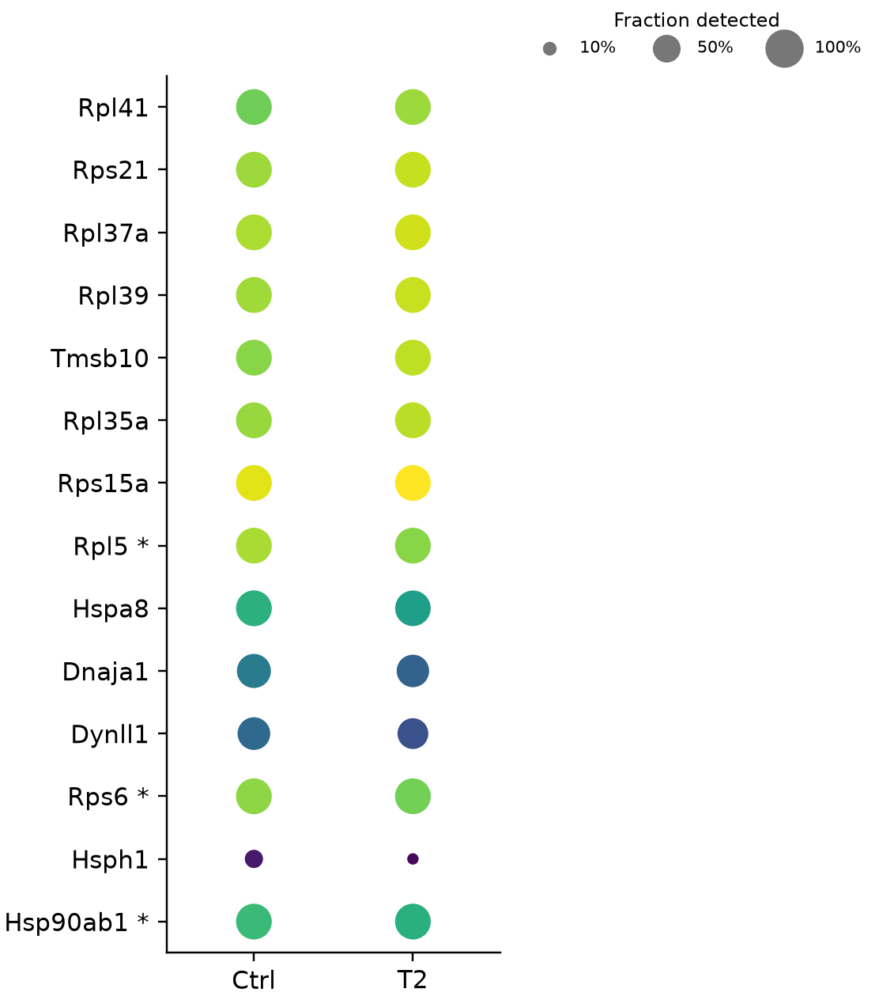 Fraction detected
10% 50% 100%
Rpl41
Rps21
Rpl37a
Rpl39
Tmsb10
Rpl35a
Rps15a
Rpl5 *
Hspa8
Dnaja1
Dynll1
Rps6 *
Hsph1
Hsp90ab1 *
Ctrl T2